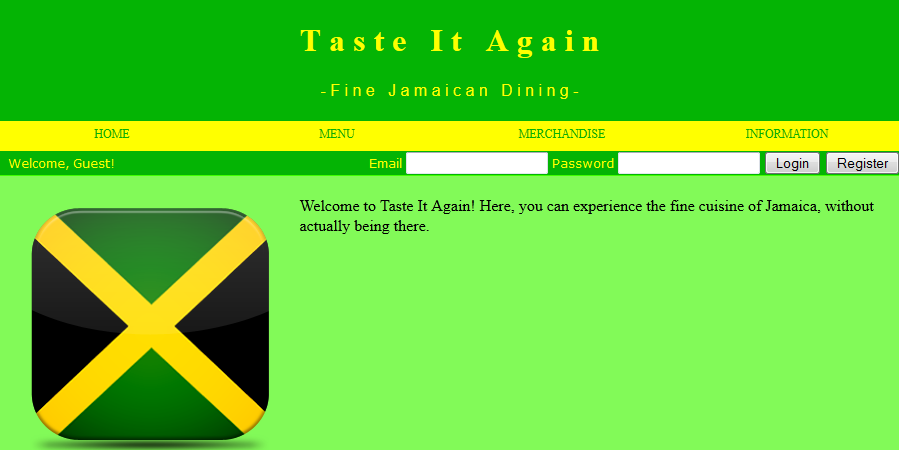 Taste It Again
-Fine Jamaican Dining-
HOME MENU MERCHANDISE INFORMATION
Welcome, Guest! Email Password Login Register
Welcome to Taste It Again! Here, you can experience the fine cuisine of Jamaica, without
actually being there.